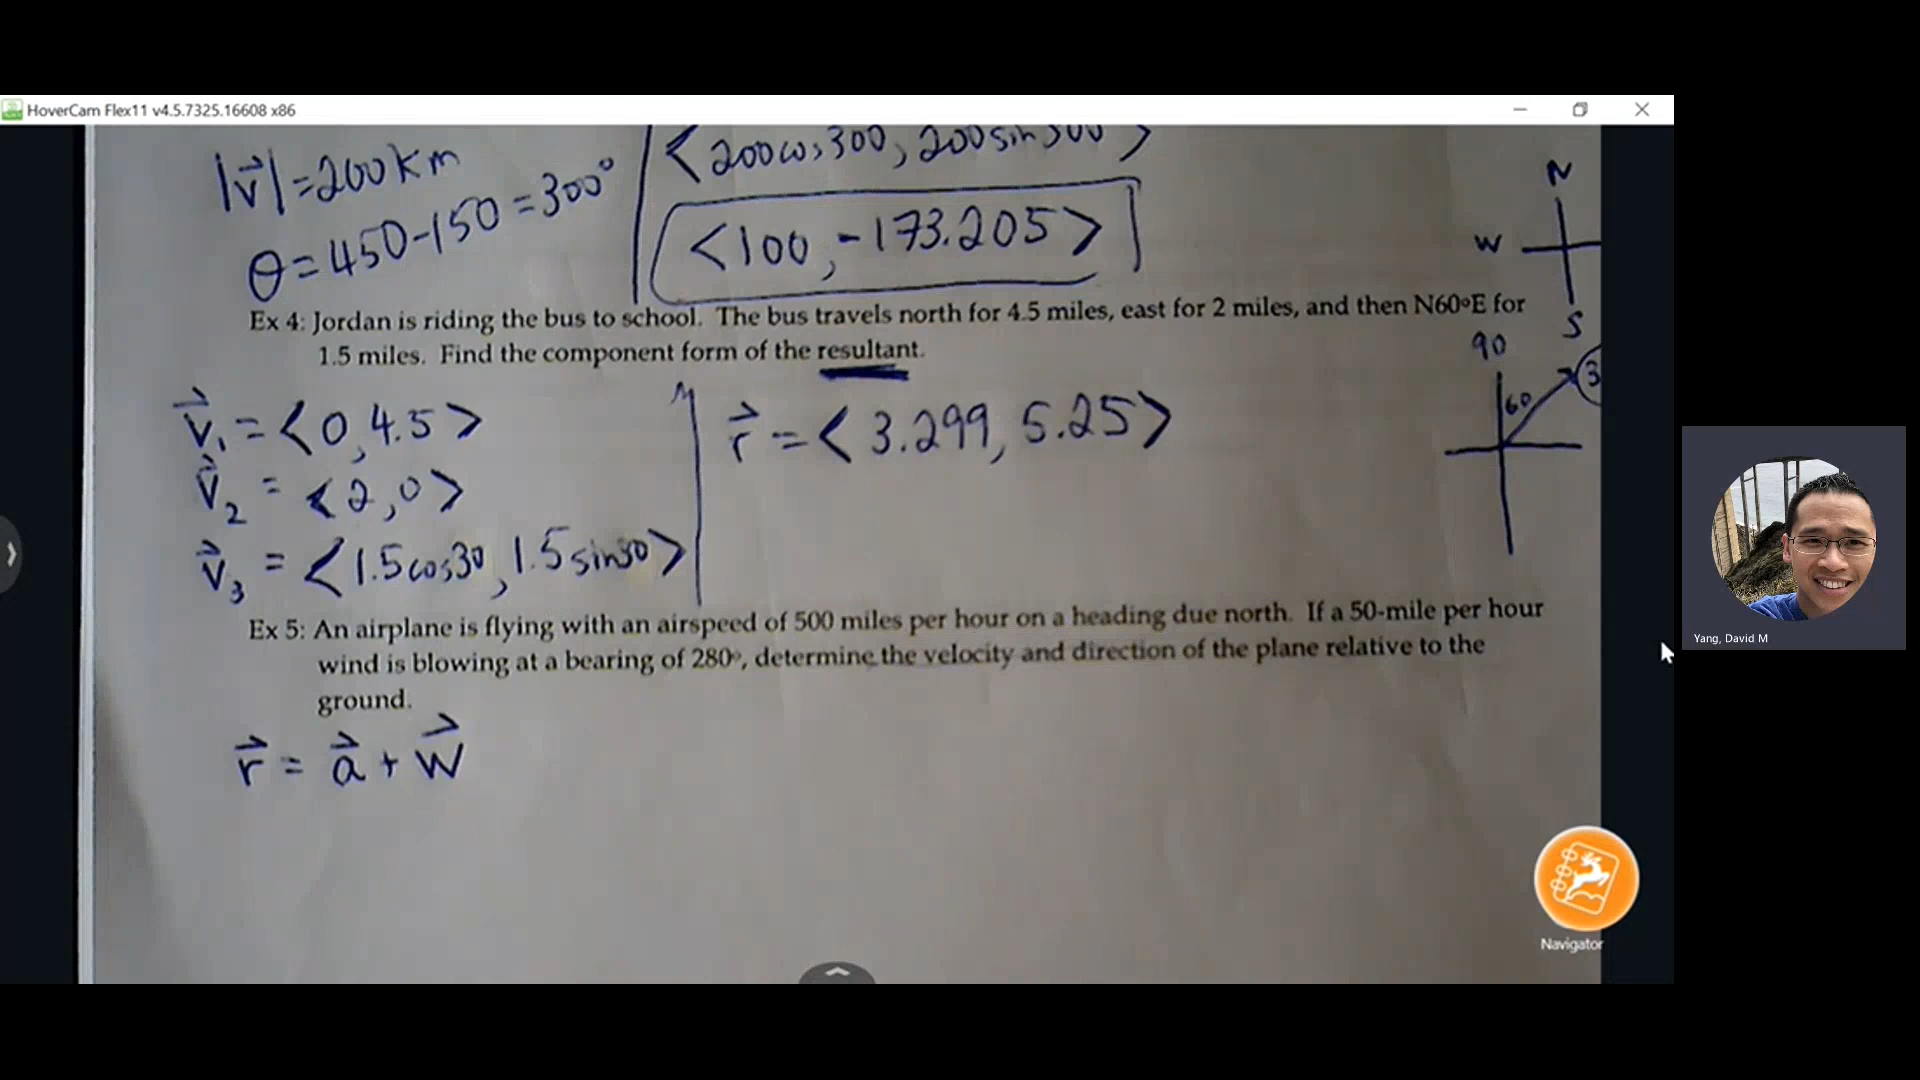 HoverCam Flex11 v4.5.7325.16608 x86
|v⃗|=200km
θ=450-150=300°
<200cos300, 200sin300>
<100, -173.205>
N
W
S
Ex 4: Jordan is riding the bus to school. The bus travels north for 4.5 miles, east for 2 miles, and then N60°E for
1.5 miles. Find the component form of the resultant.
90
60
3
v⃗₁ = <0, 4.5>
v⃗₂ = <2, 0>
v⃗₃ = <1.5cos30, 1.5sin30>
r⃗ = <3.299, 5.25>
Ex 5: An airplane is flying with an airspeed of 500 miles per hour on a heading due north. If a 50-mile per hour
wind is blowing at a bearing of 280°, determine the velocity and direction of the plane relative to the
ground.
r⃗ = a⃗ + w⃗
Navigator
Yang, David M